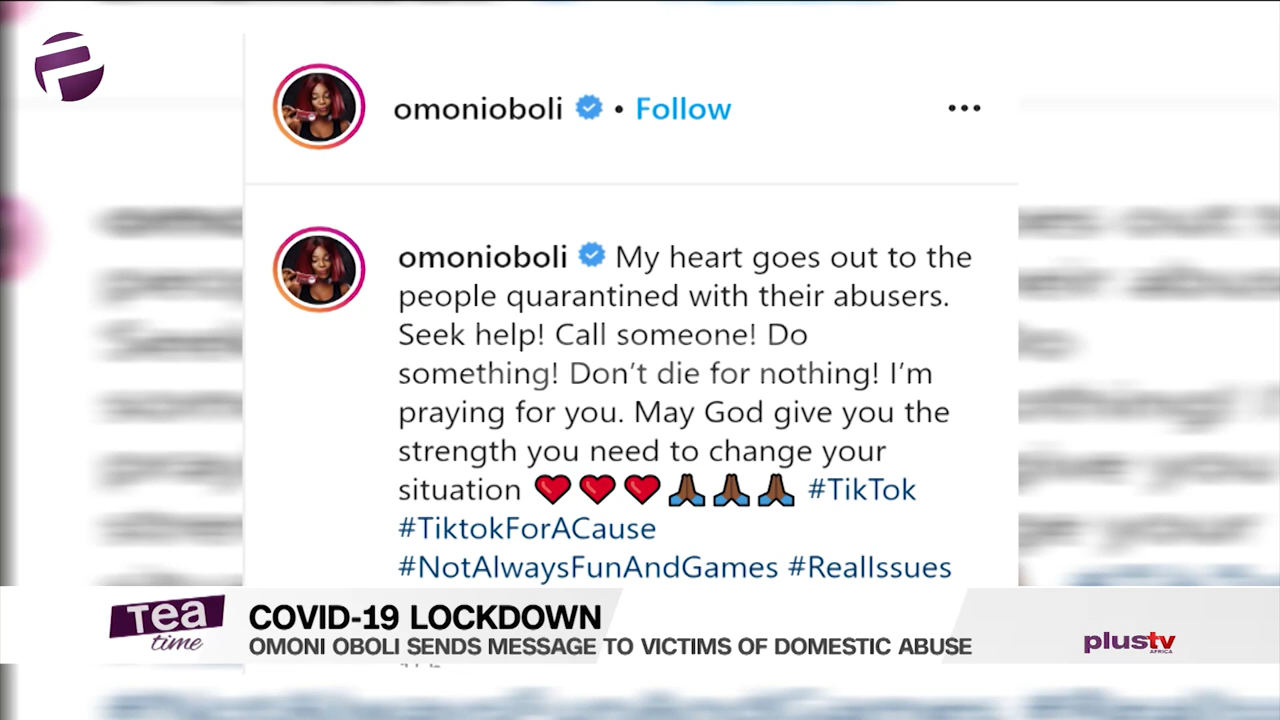 omonioboli • Follow •••
omonioboli My heart goes out to the
people quarantined with their abusers.
Seek help! Call someone! Do
something! Don't die for nothing! I'm
praying for you. May God give you the
strength you need to change your
situation ❤️❤️❤️🙏🏾🙏🏾🙏🏾 #TikTok
#TiktokForACause
#NotAlwaysFunAndGames #RealIssues
Tea time
COVID-19 LOCKDOWN
OMONI OBOLI SENDS MESSAGE TO VICTIMS OF DOMESTIC ABUSE
plustv
AFRICA